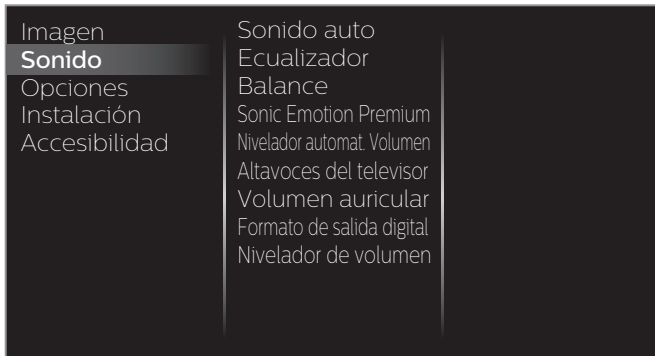 Imagen
Sonido
Opciones
Instalación
Accesibilidad
Sonido auto
Ecualizador
Balance
Sonic Emotion Premium
Nivelador automat. Volumen
Altavoces del televisor
Volumen auricular
Formato de salida digital
Nivelador de volumen